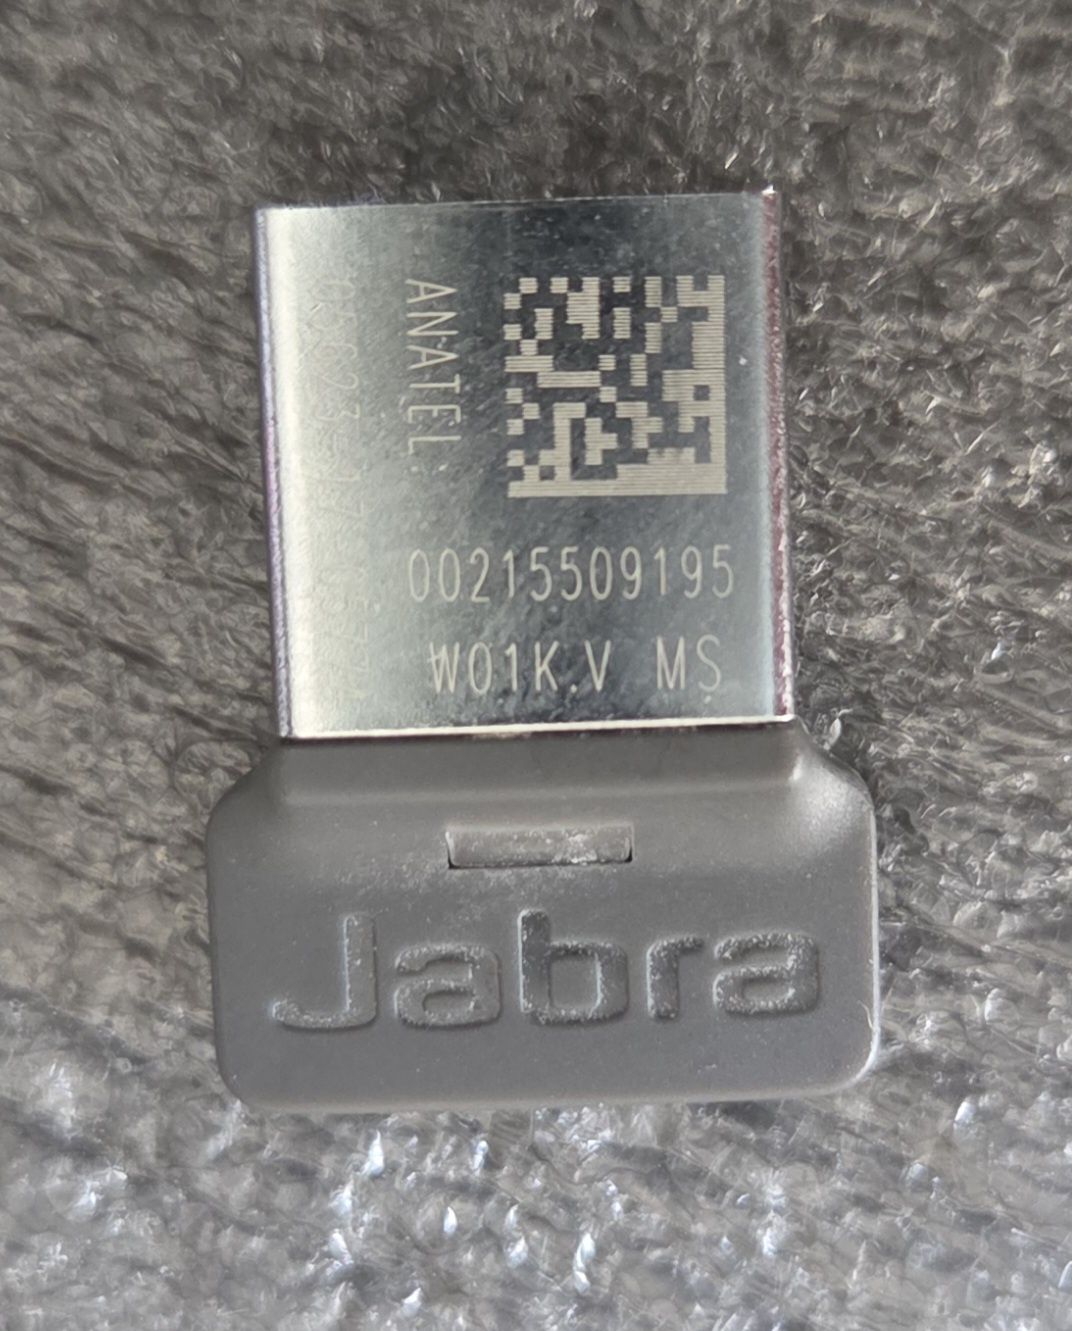 ANATEL:
00215509195
W01K.V MS
Jabra